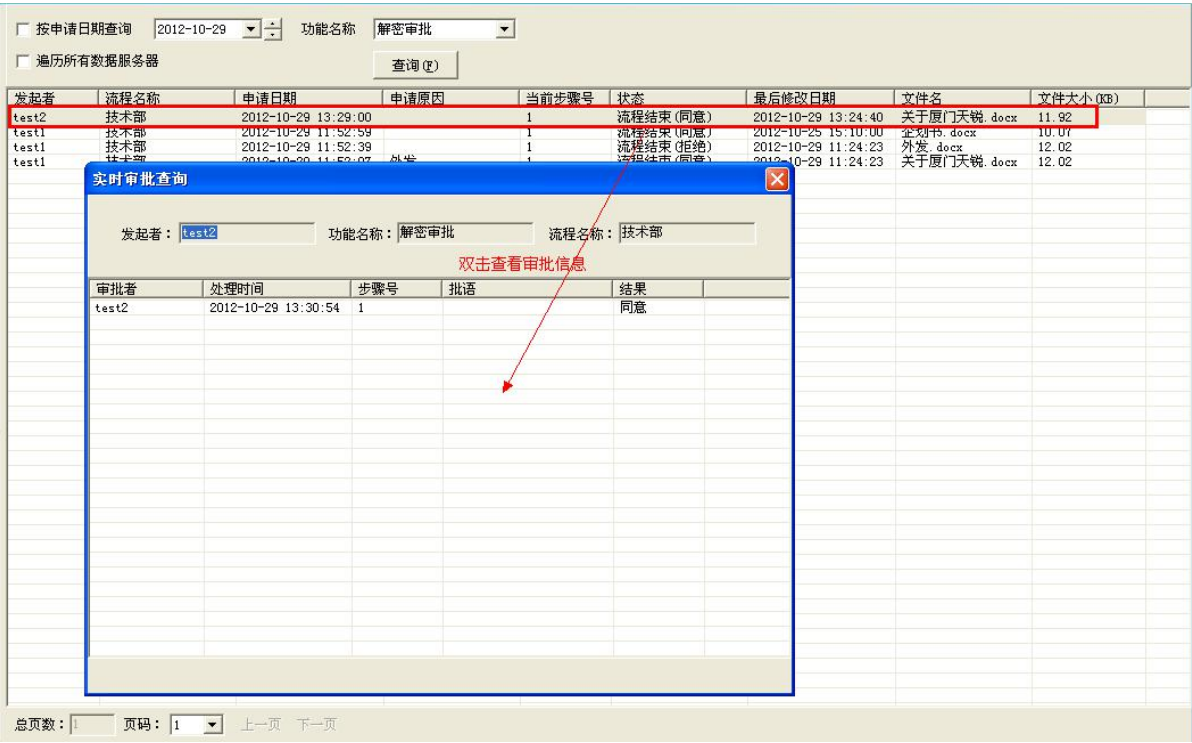 按申请日期查询 2012-10-29 功能名称 解密审批
遍历所有数据服务器 查询(F)
发起者 流程名称 申请日期 申请原因 当前步骤号 状态 最后修改日期 文件名 文件大小(KB)
test2 技术部 2012-10-29 13:29:00 1 流程结束(同意) 2012-10-29 13:24:40 关于厦门天锐.docx 11.92
test1 技术部 2012-10-29 11:52:59 1 流程结束(同意) 2012-10-25 15:10:00 企划书.docx 10.07
test1 技术部 2012-10-29 11:52:39 1 流程结束(拒绝) 2012-10-29 11:24:23 外发.docx 12.02
test1 技术部 2012-10-29 11:52:07 外发 1 流程结束(同意) 2012-10-29 11:24:23 关于厦门天锐.docx 12.02
实时审批查询
发起者: test2 功能名称: 解密审批 流程名称: 技术部
双击查看审批信息
审批者 处理时间 步骤号 批语 结果
test2 2012-10-29 13:30:54 1 同意
总页数: 1 页码: 1 上一页 下一页